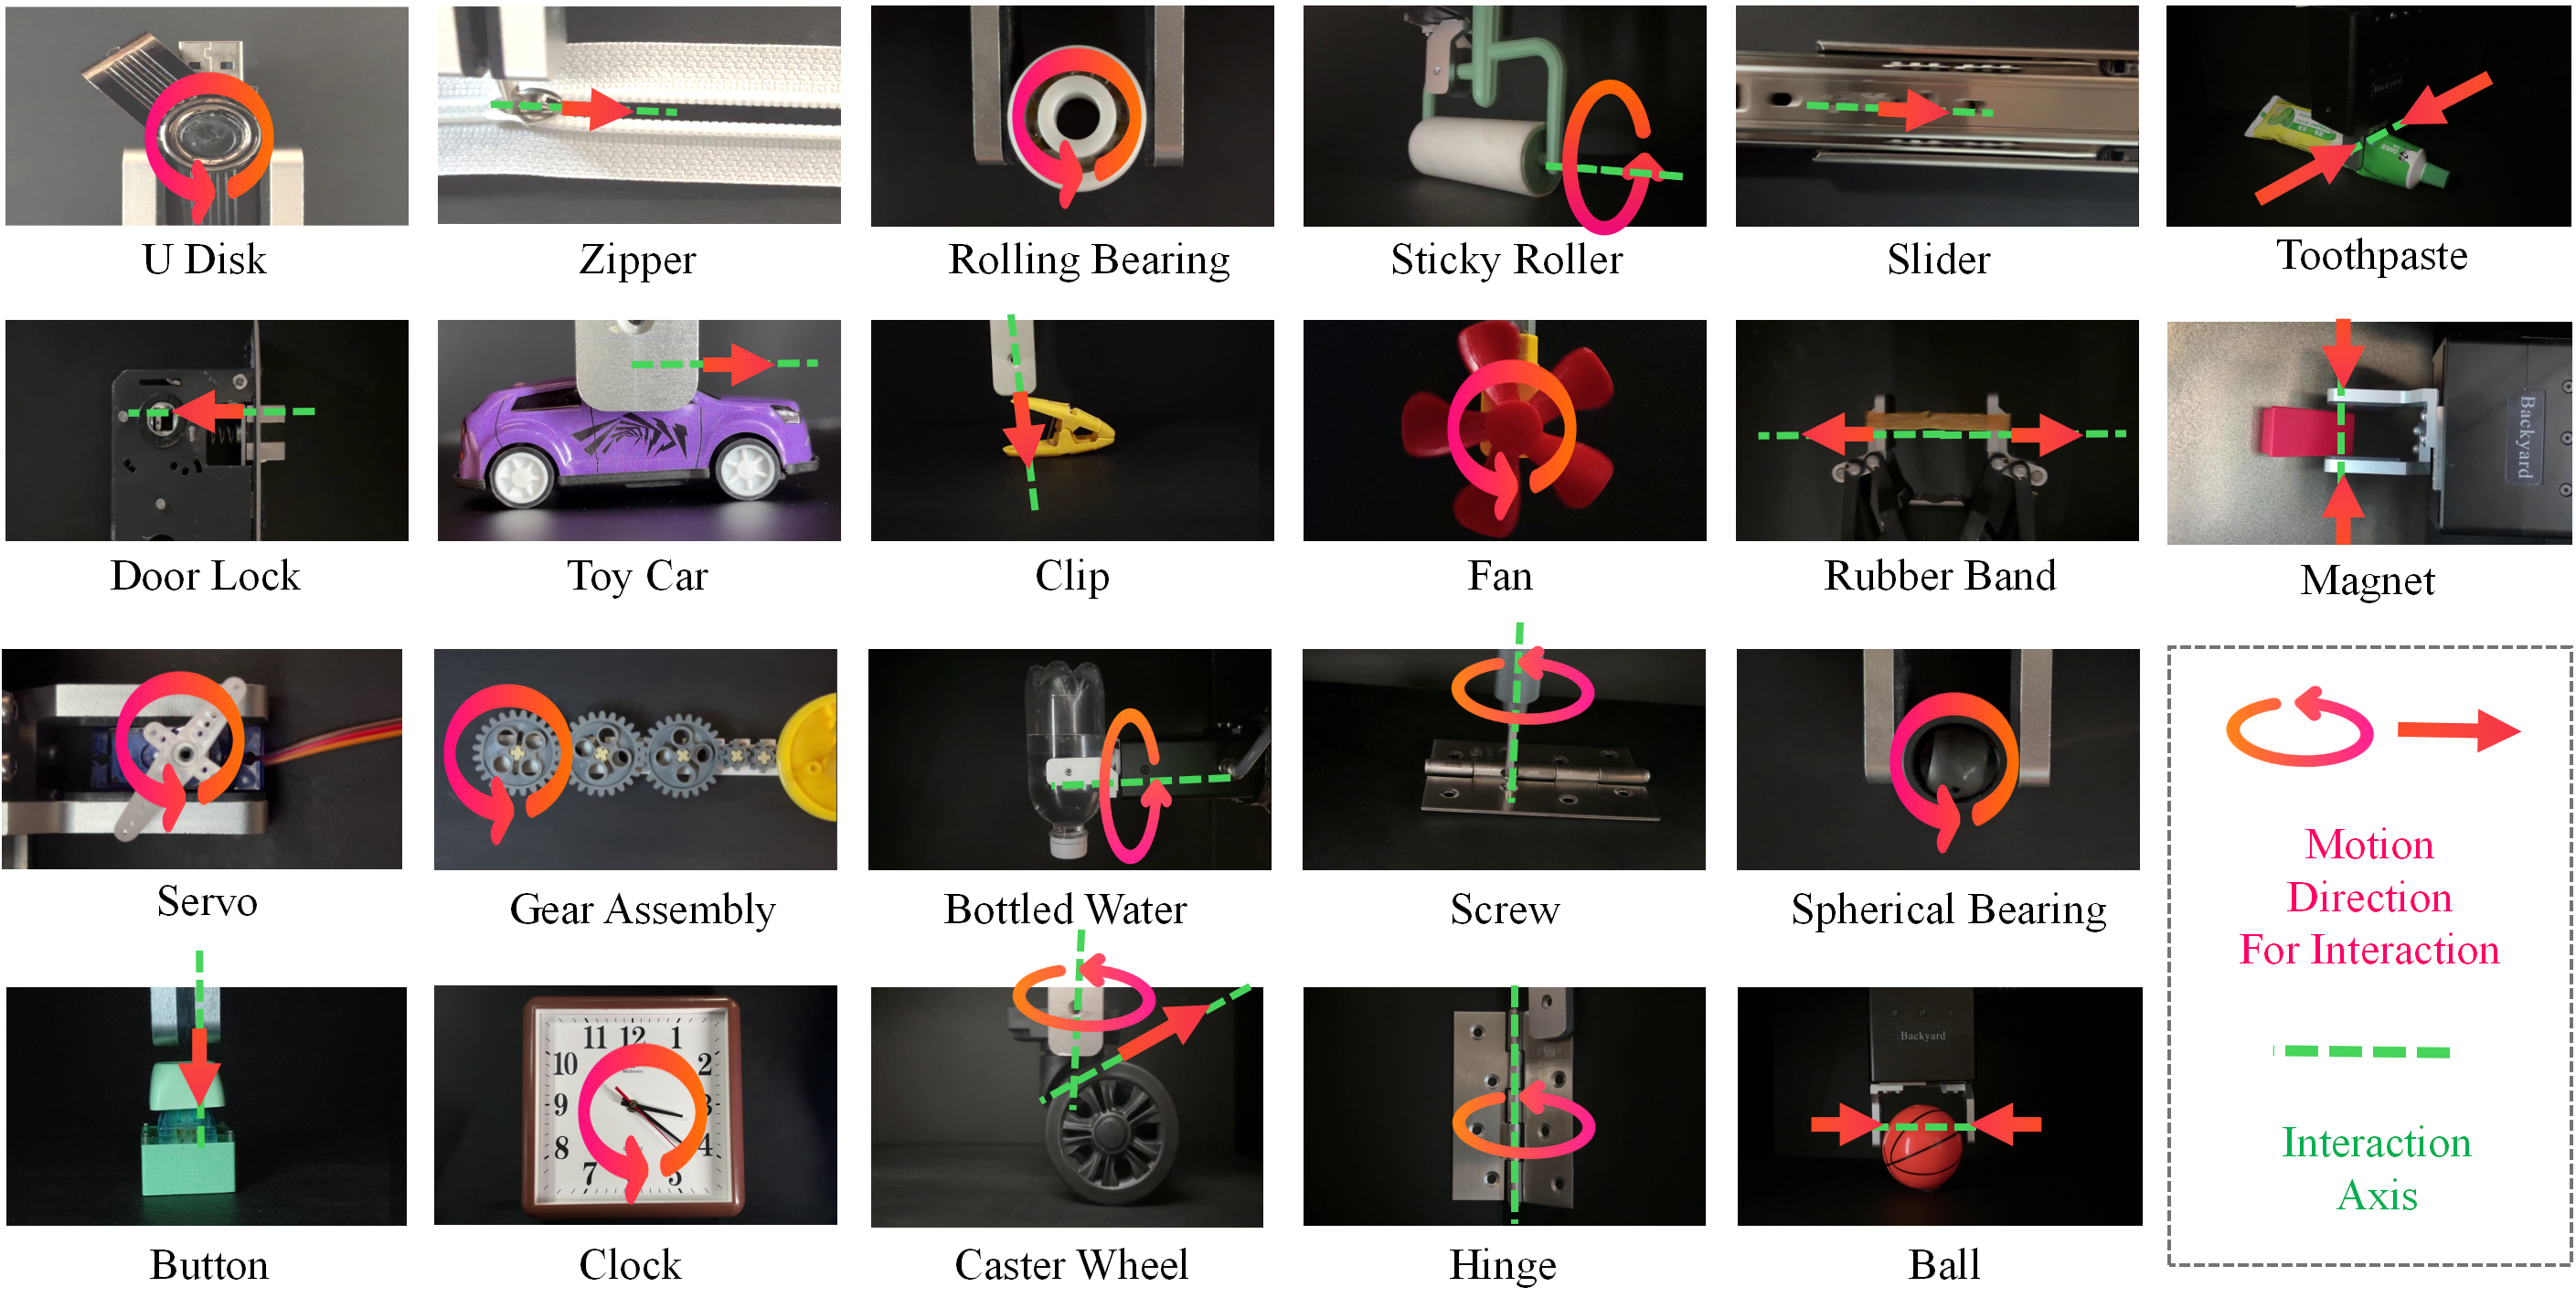 Backyard
U Disk
Zipper
Rolling Bearing
Sticky Roller
Slider
Toothpaste
Backyard
Door Lock
Toy Car
Clip
Fan
Rubber Band
Magnet
Servo
Gear Assembly
Bottled Water
Screw
Spherical Bearing
11 12 1
10 2
9 3
8 4
7 5
Backyard
Button
Clock
Caster Wheel
Hinge
Ball
Motion
Direction
For Interaction
Interaction
Axis